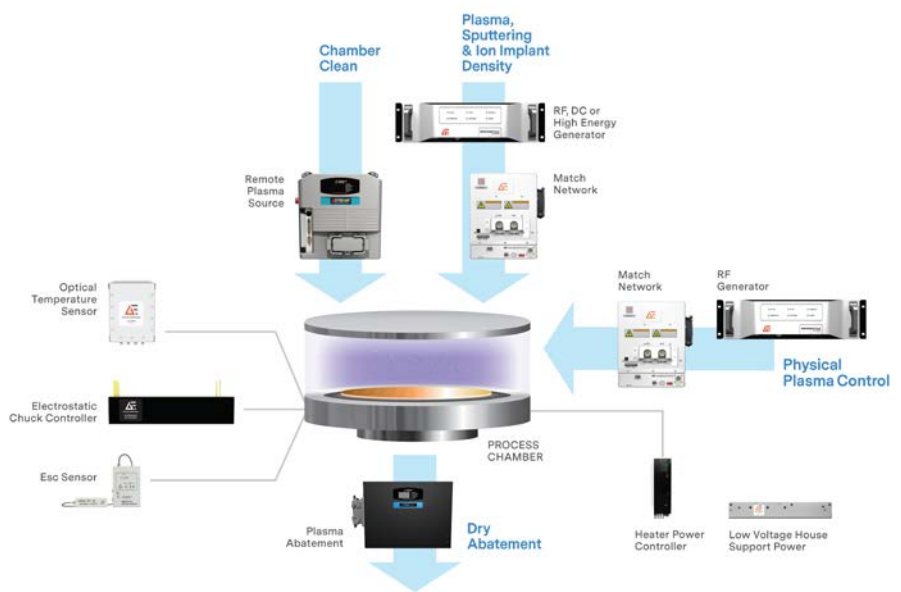 Plasma,
Sputtering
& Ion Implant
Density
Chamber
Clean
RF, DC or
High Energy
Generator
Remote
Plasma
Source
Match
Network
Optical
Temperature
Sensor
Match
Network
RF
Generator
Physical
Plasma Control
Electrostatic
Chuck Controller
PROCESS
CHAMBER
Esc Sensor
Plasma
Abatement
Dry
Abatement
Heater Power
Controller
Low Voltage House
Support Power